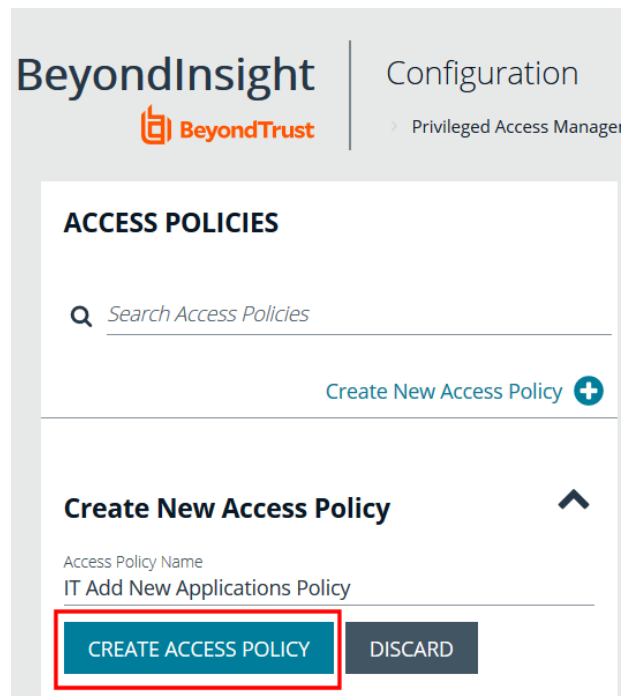 BeyondInsight
BeyondTrust
Configuration
Privileged Access Manager
ACCESS POLICIES
Search Access Policies
Create New Access Policy
Create New Access Policy
Access Policy Name
IT Add New Applications Policy
CREATE ACCESS POLICY
DISCARD